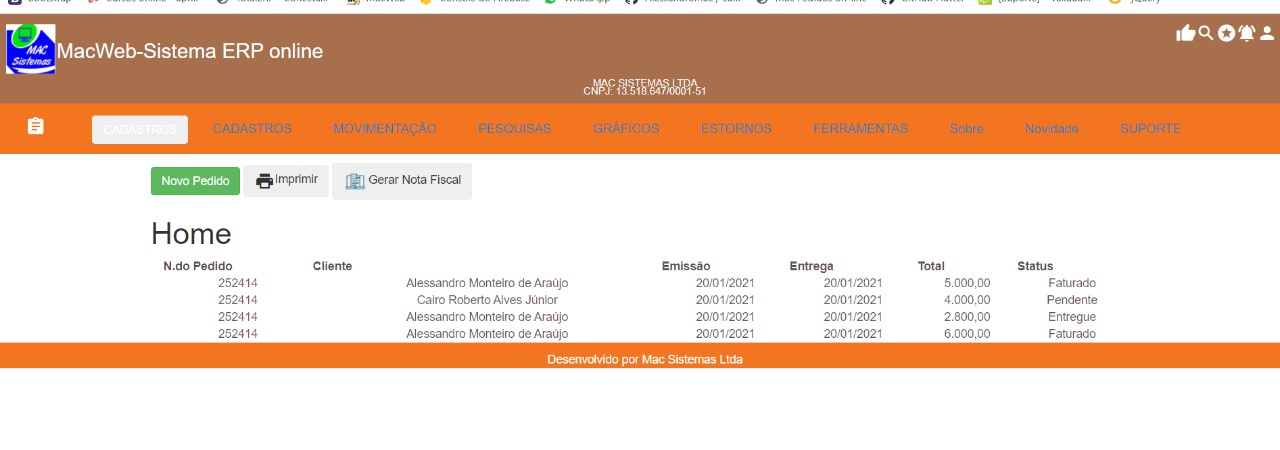 MAC
Sistemas
MacWeb-Sistema ERP online
MAC SISTEMAS LTDA
CNPJ: 13.518.647/0001-51
CADASTROS CADASTROS MOVIMENTAÇÃO PESQUISAS GRÁFICOS ESTORNOS FERRAMENTAS Sobre Novidade SUPORTE
Novo Pedido Imprimir Gerar Nota Fiscal
Home
N.do Pedido Cliente Emissão Entrega Total Status
252414 Alessandro Monteiro de Araújo 20/01/2021 20/01/2021 5.000,00 Faturado
252414 Cairo Roberto Alves Júnior 20/01/2021 20/01/2021 4.000,00 Pendente
252414 Alessandro Monteiro de Araújo 20/01/2021 20/01/2021 2.800,00 Entregue
252414 Alessandro Monteiro de Araújo 20/01/2021 20/01/2021 6.000,00 Faturado
Desenvolvido por Mac Sistemas Ltda